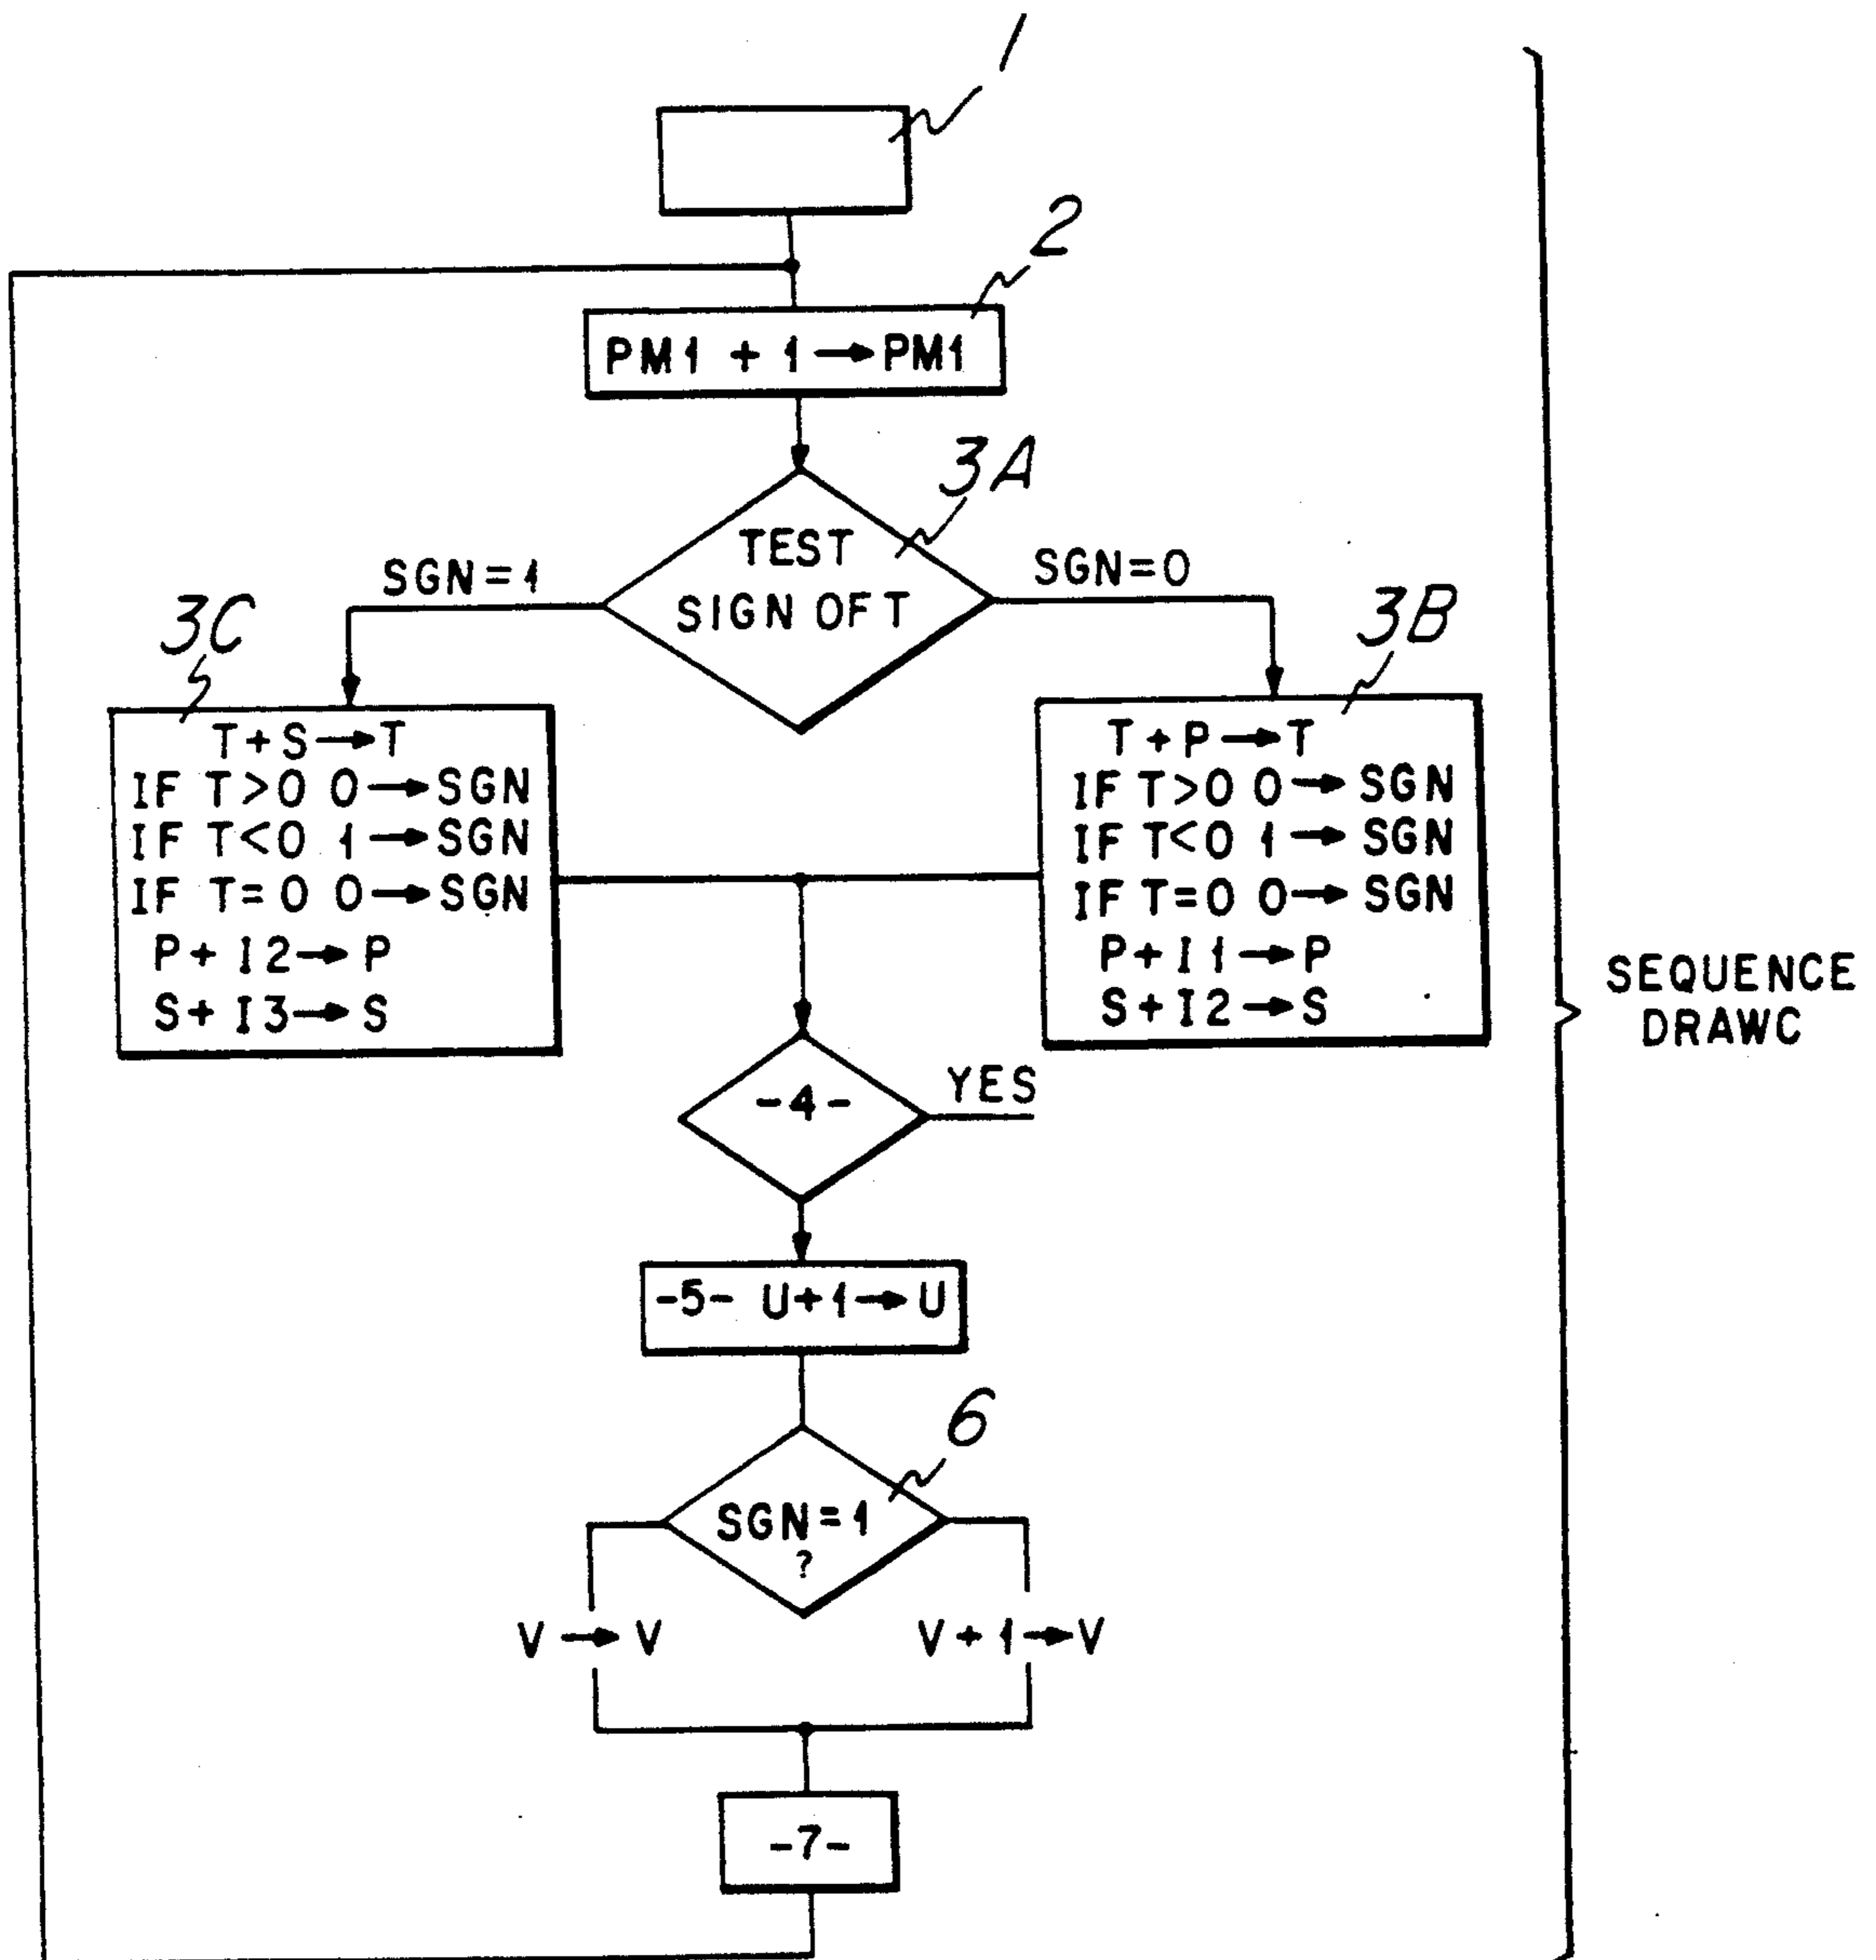 1
2
PM1 + 1 → PM1
3A
TEST
SIGN OF T
SGN=1
SGN=0
3C
T+S→T
IF T>0 0→SGN
IF T<0 1→SGN
IF T=0 0→SGN
P+I2→P
S+I3→S
3B
T+P→T
IF T>0 0→SGN
IF T<0 1→SGN
IF T=0 0→SGN
P+I1→P
S+I2→S
SEQUENCE
DRAWC
-4-
YES
-5- U+1→U
6
SGN=1
?
V→V
V+1→V
-7-